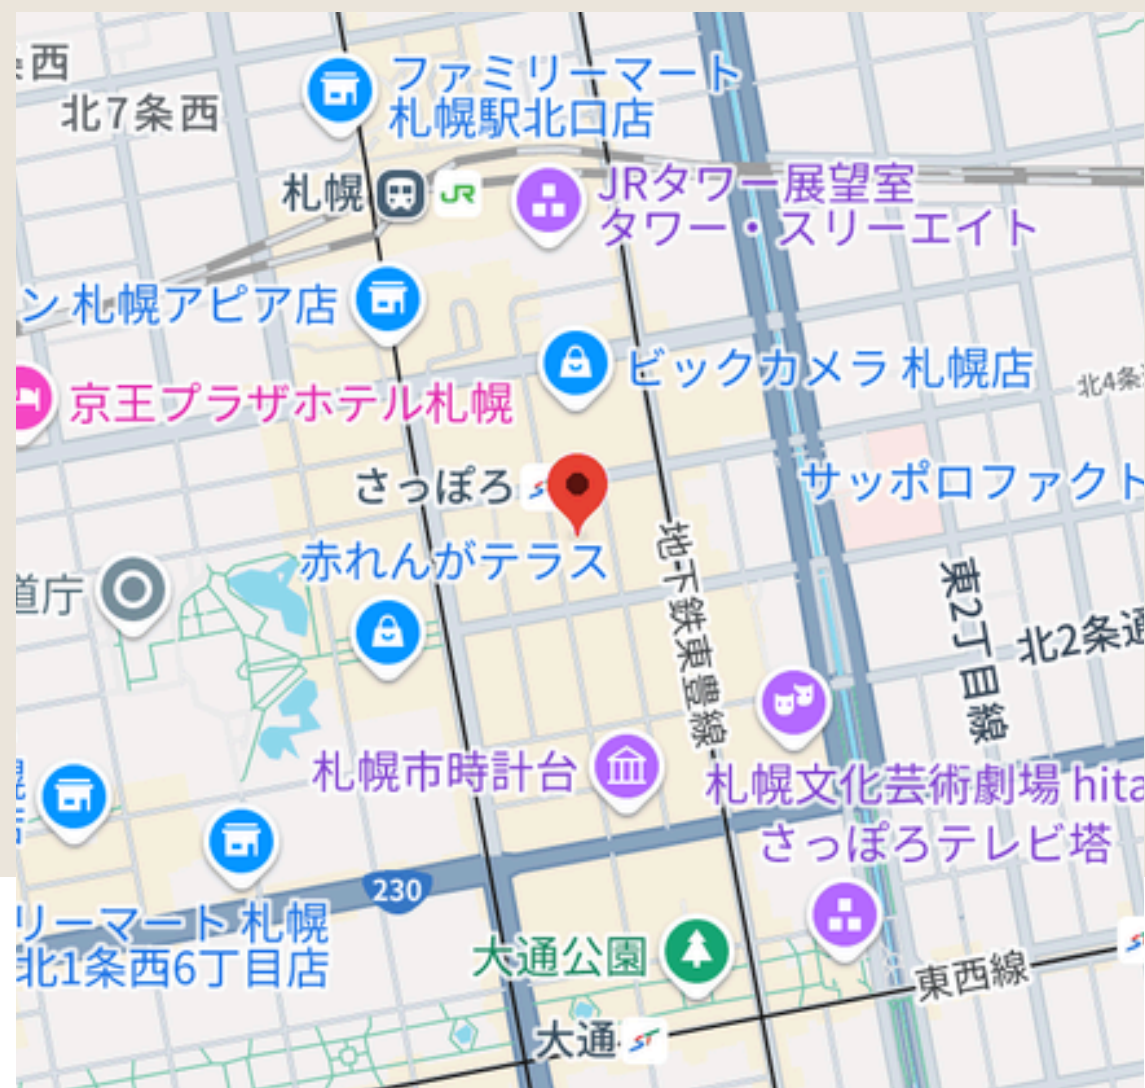 条西
北7条西
ファミリーマート
札幌駅北口店
札幌
JR
JRタワー展望室
タワー・スリーエイト
ン 札幌アピア店
ビックカメラ 札幌店
京王プラザホテル札幌
北4条
さっぽろ
サッポロファクト
地下鉄東豊線
赤れんがテラス
道庁
東2丁目線
北2条通
札幌市時計台
札幌文化芸術劇場 hita
さっぽろテレビ塔
230
リーマート 札幌
北1条西6丁目店
大通公園
東西線
大通